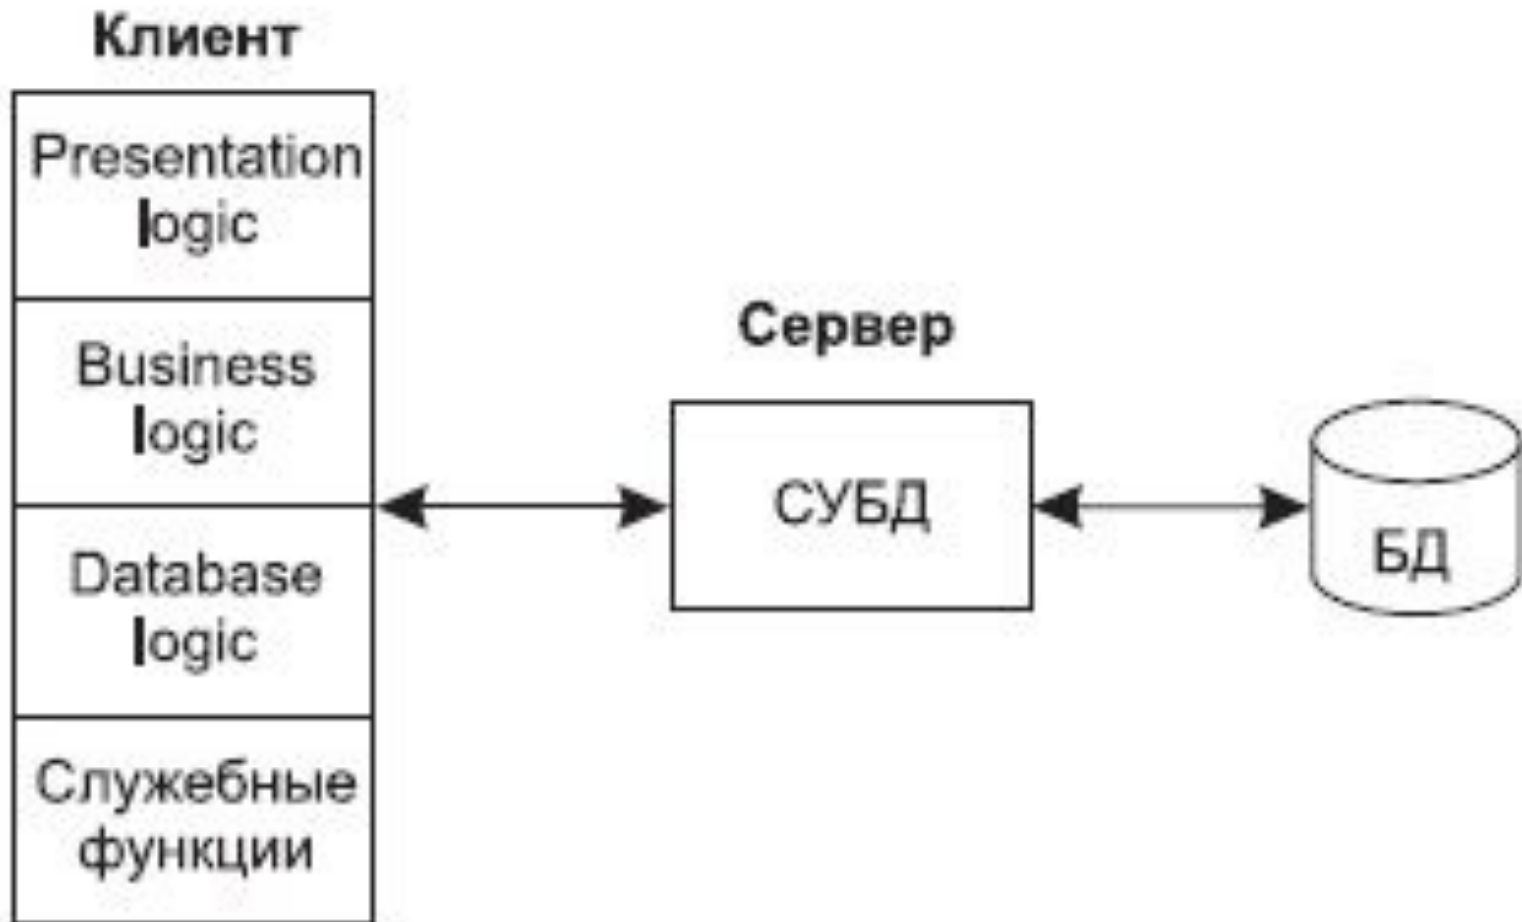 Клиент
Presentation
logic
Business
logic
Database
logic
Служебные
функции
Сервер
СУБД
БД